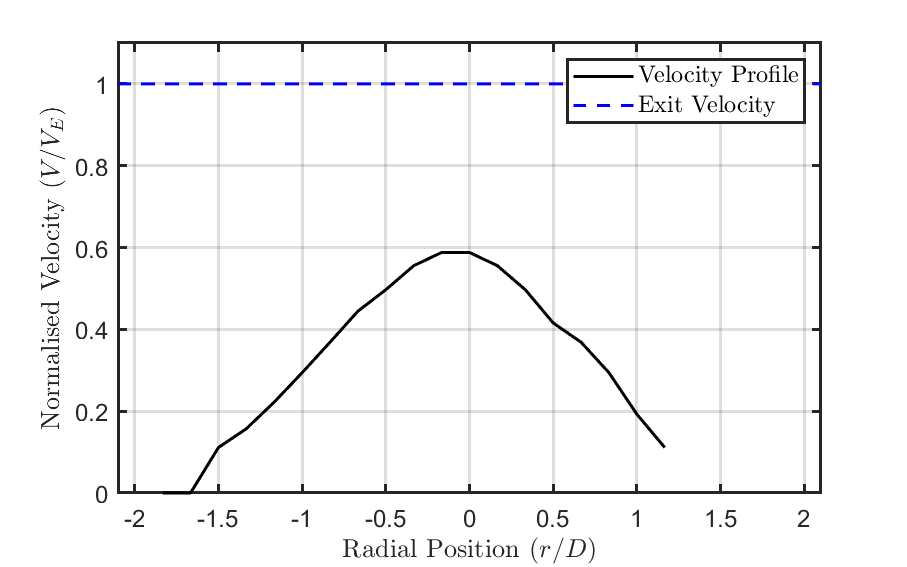 Velocity Profile
Exit Velocity
Normalised Velocity (V/V_E)
1
0.8
0.6
0.4
0.2
0
-2 -1.5 -1 -0.5 0 0.5 1 1.5 2
Radial Position (r/D)